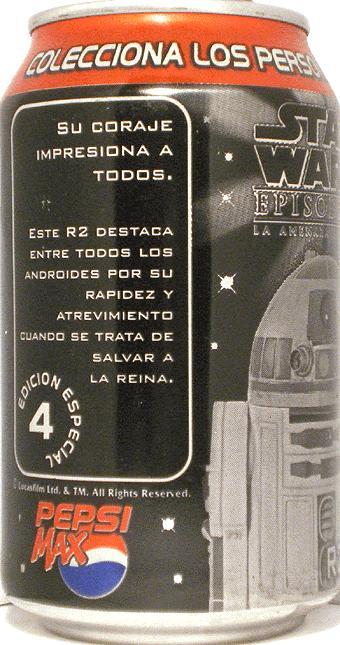 COLECCIONA LOS
SU CORAJE
IMPRESIONA A
TODOS.
ESTE R2 DESTACA
ENTRE TODOS LOS
ANDROIDES POR SU
RAPIDEZ Y
ATREVIMIENTO
CUANDO SE TRATA DE
SALVAR A
LA REINA.
EDICION ESPECIAL
4
Lucasfilm Ltd. & TM. All Rights Reserved.
PEPSI
MAX
STA
WAR
EPISO
LA AMENA
R